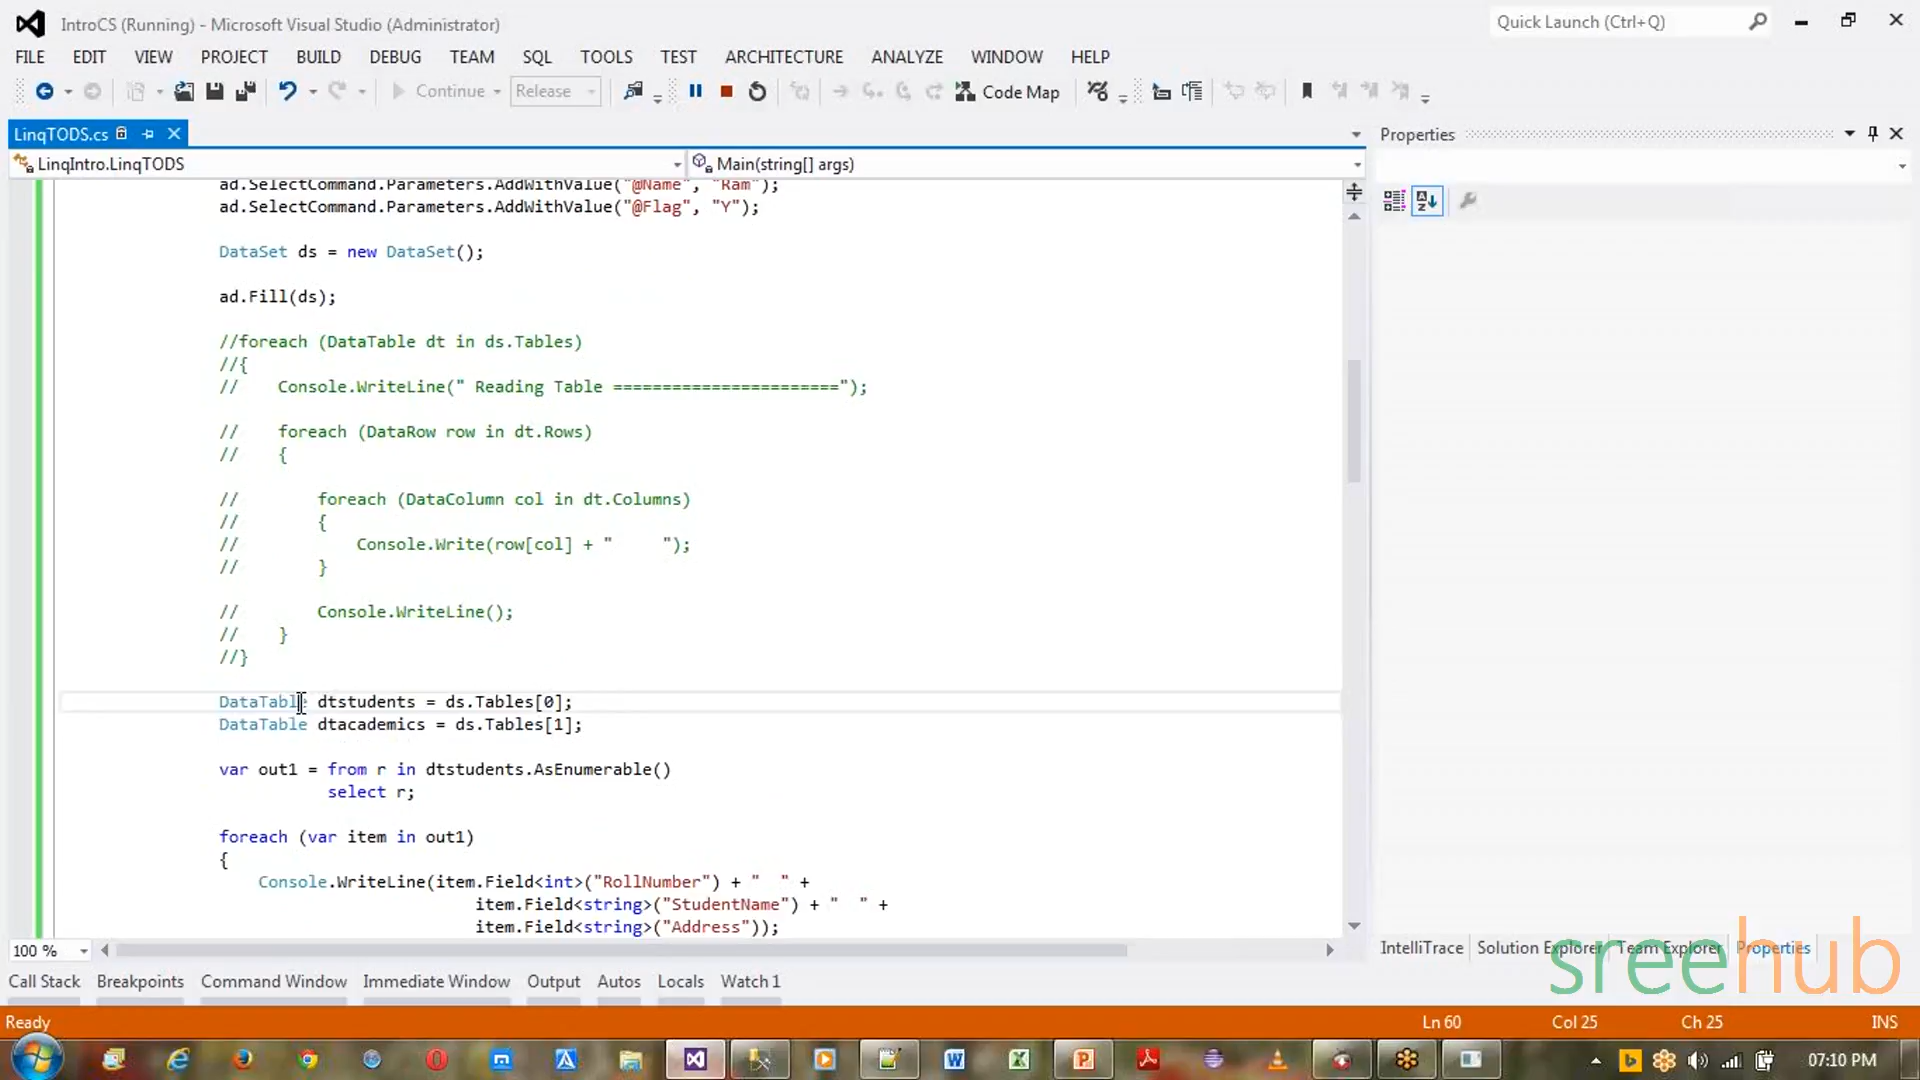 IntroCS (Running) - Microsoft Visual Studio (Administrator)
Quick Launch (Ctrl+Q)
FILE EDIT VIEW PROJECT BUILD DEBUG TEAM SQL TOOLS TEST ARCHITECTURE ANALYZE WINDOW HELP
Continue Release Code Map
LinqTODS.cs
Properties
LinqIntro.LinqTODS Main(string[] args)
ad.SelectCommand.Parameters.AddWithValue("@Name", "Ram");
ad.SelectCommand.Parameters.AddWithValue("@Flag", "Y");
DataSet ds = new DataSet();
ad.Fill(ds);
//foreach (DataTable dt in ds.Tables)
//{
//    Console.WriteLine(" Reading Table =======================");
//    foreach (DataRow row in dt.Rows)
//    {
//        foreach (DataColumn col in dt.Columns)
//        {
//            Console.Write(row[col] + "     ");
//        }
//        Console.WriteLine();
//    }
//}
DataTable dtstudents = ds.Tables[0];
DataTable dtacademics = ds.Tables[1];
var out1 = from r in dtstudents.AsEnumerable()
select r;
foreach (var item in out1)
{
Console.WriteLine(item.Field<int>("RollNumber") + "  " +
item.Field<string>("StudentName") + "  " +
item.Field<string>("Address"));
100 %
IntelliTrace Solution Explorer Team Explorer Properties
sreehub
Call Stack Breakpoints Command Window Immediate Window Output Autos Locals Watch 1
Ready Ln 60 Col 25 Ch 25 INS
07:10 PM